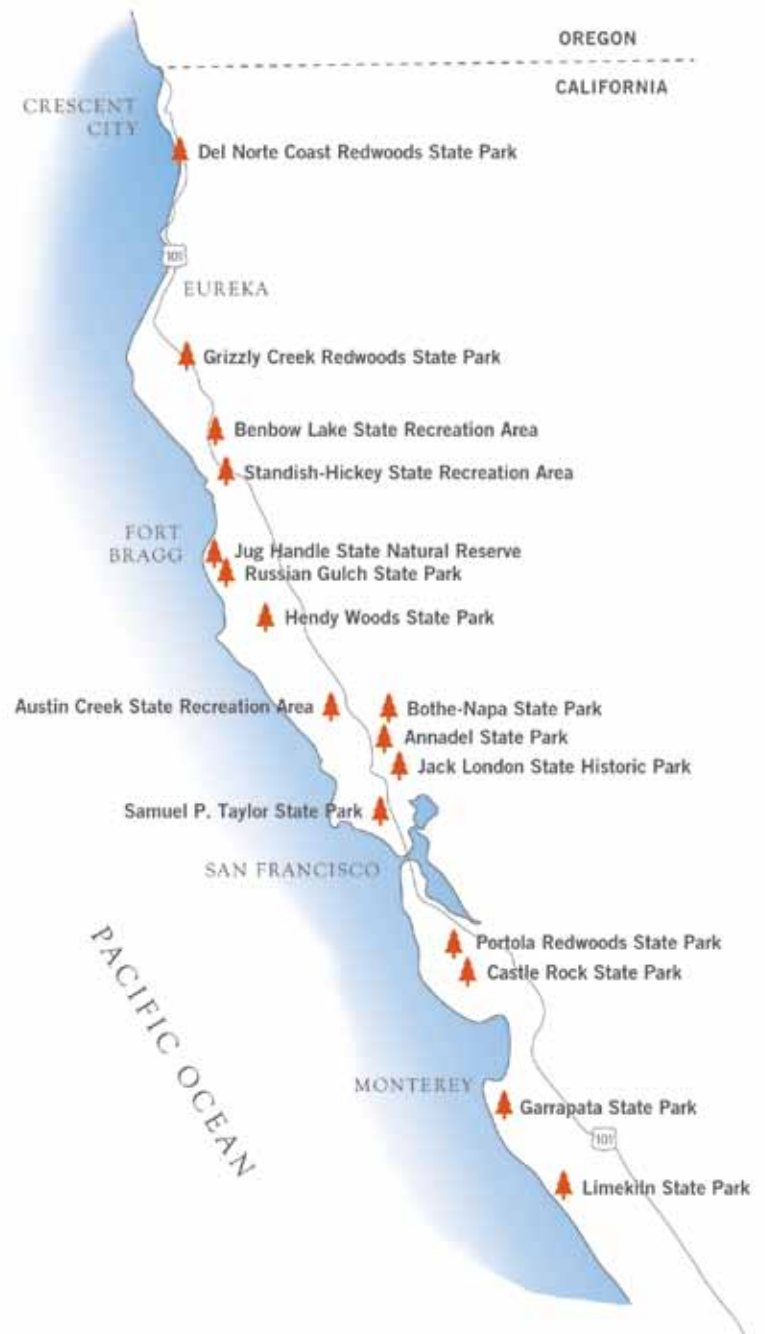 OREGON
CALIFORNIA
CRESCENT
CITY
Del Norte Coast Redwoods State Park
101
EUREKA
Grizzly Creek Redwoods State Park
Benbow Lake State Recreation Area
Standish-Hickey State Recreation Area
FORT
BRAGG
Jug Handle State Natural Reserve
Russian Gulch State Park
Hendy Woods State Park
Austin Creek State Recreation Area
Bothe-Napa State Park
Annadel State Park
Jack London State Historic Park
Samuel P. Taylor State Park
SAN FRANCISCO
PACIFIC OCEAN
Portola Redwoods State Park
Castle Rock State Park
MONTEREY
Garrapata State Park
101
Limekiln State Park